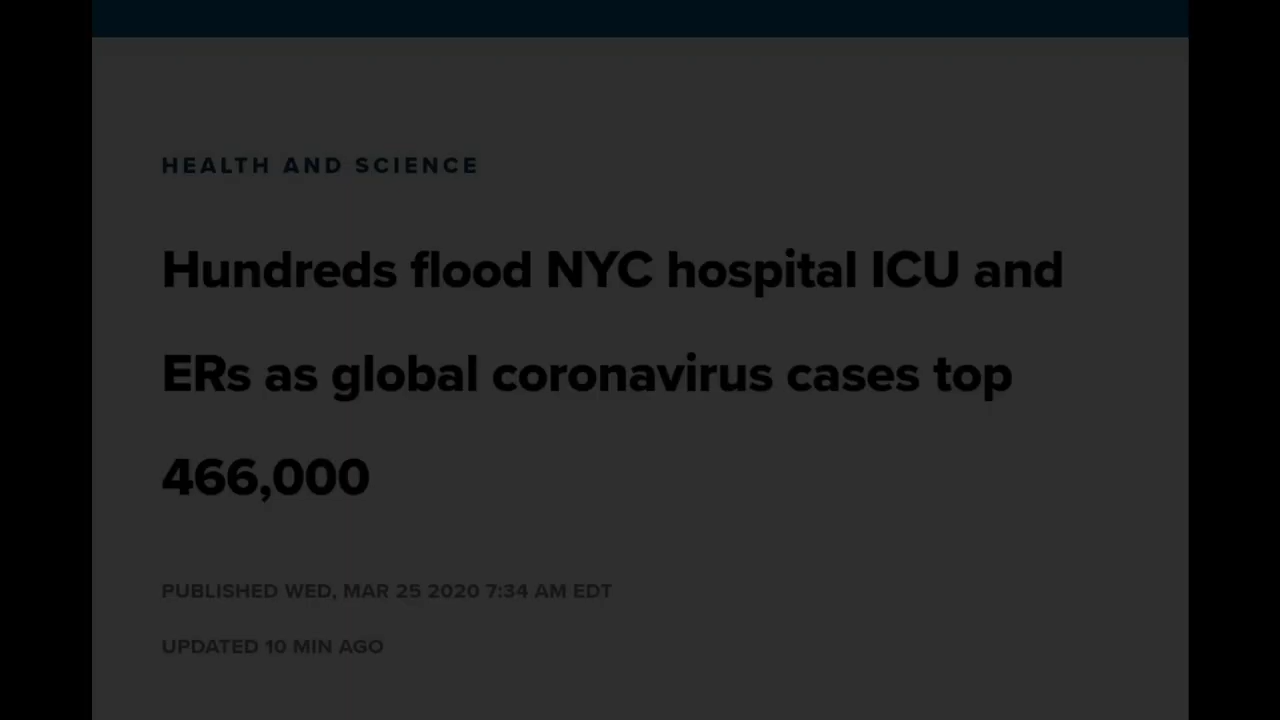 HEALTH AND SCIENCE
Hundreds flood NYC hospital ICU and
ERs as global coronavirus cases top
466,000
PUBLISHED WED, MAR 25 2020 7:34 AM EDT
UPDATED 10 MIN AGO